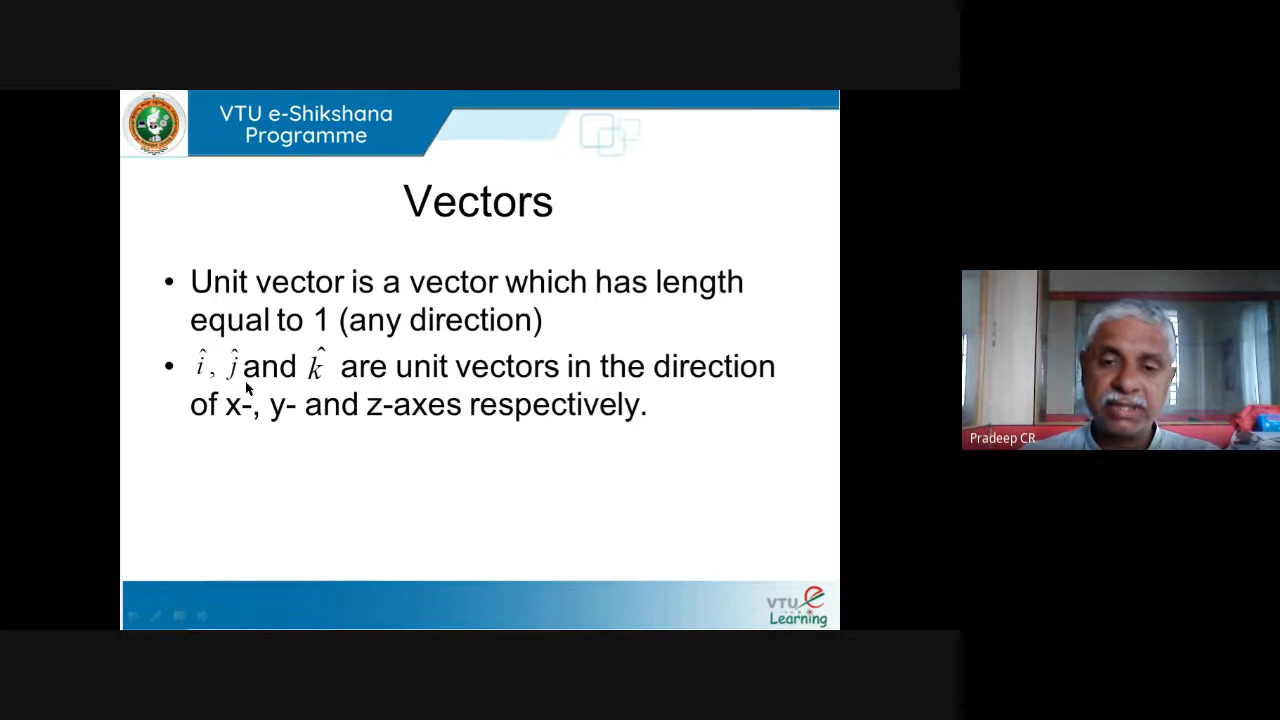 VTU e-Shikshana
Programme
Vectors
• Unit vector is a vector which has length
equal to 1 (any direction)
• î, ĵ and k̂ are unit vectors in the direction
of x-, y- and z-axes respectively.
Pradeep CR
VTU e
Learning